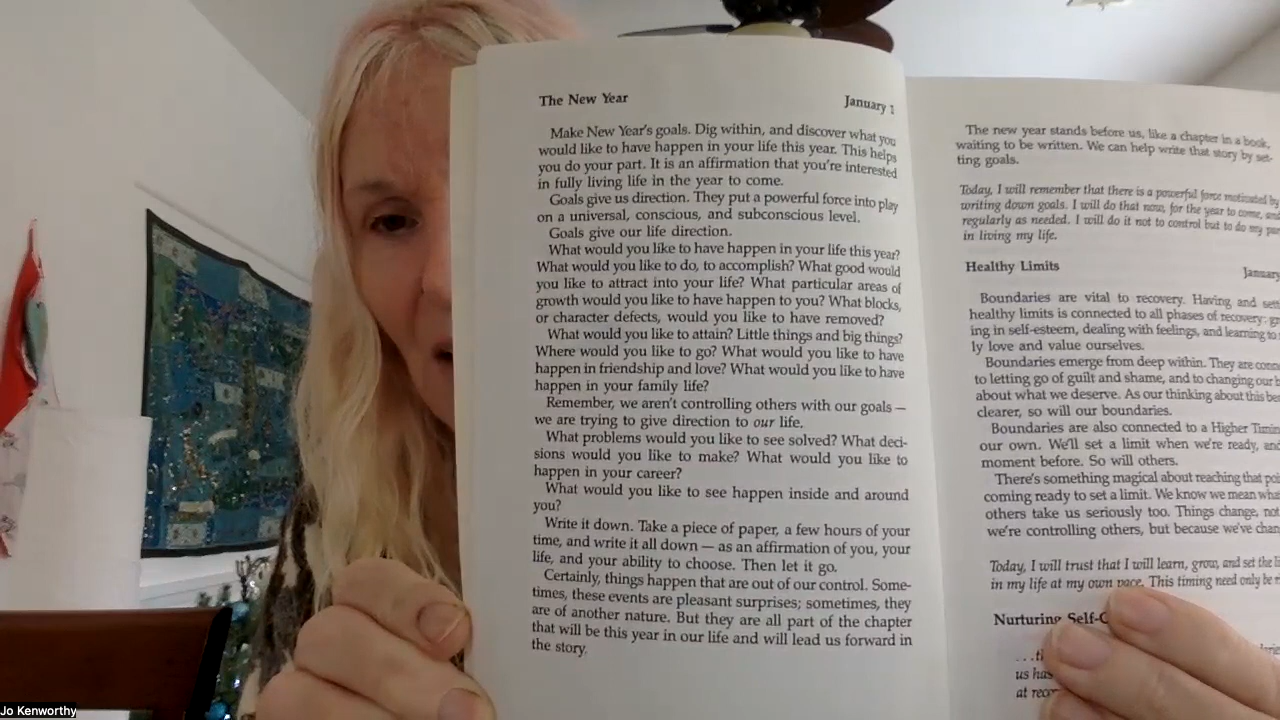 The New Year
January 1
Make New Year's goals. Dig within, and discover what you
would like to have happen in your life this year. This helps
you do your part. It is an affirmation that you're interested
in fully living life in the year to come.
Goals give us direction. They put a powerful force into play
on a universal, conscious, and subconscious level.
Goals give our life direction.
What would you like to have happen in your life this year?
What would you like to do, to accomplish? What good would
you like to attract into your life? What particular areas of
growth would you like to have happen to you? What blocks,
or character defects, would you like to have removed?
What would you like to attain? Little things and big things?
Where would you like to go? What would you like to have
happen in friendship and love? What would you like to have
happen in your family life?
Remember, we aren't controlling others with our goals —
we are trying to give direction to our life.
What problems would you like to see solved? What deci-
sions would you like to make? What would you like to
happen in your career?
What would you like to see happen inside and around
you?
Write it down. Take a piece of paper, a few hours of your
time, and write it all down — as an affirmation of you, your
life, and your ability to choose. Then let it go.
Certainly, things happen that are out of our control. Some-
times, these events are pleasant surprises; sometimes, they
are of another nature. But they are all part of the chapter
that will be this year in our life and will lead us forward in
the story.
The new year stands before us, like a chapter in a book,
waiting to be written. We can help write that story by set-
ting goals.
Today, I will remember that there is a powerful force motivated by
writing down goals. I will do that now, for the year to come, and
regularly as needed. I will do it not to control but to do my part
in living my life.
Healthy Limits
January
Boundaries are vital to recovery. Having and set
healthy limits is connected to all phases of recovery: g
ing in self-esteem, dealing with feelings, and learning to
ly love and value ourselves.
Boundaries emerge from deep within. They are conne
to letting go of guilt and shame, and to changing our b
about what we deserve. As our thinking about this be
clearer, so will our boundaries.
Boundaries are also connected to a Higher Timin
our own. We'll set a limit when we're ready, and
moment before. So will others.
There's something magical about reaching that poi
coming ready to set a limit. We know we mean wha
others take us seriously too. Things change, not
we're controlling others, but because we've chan
Today, I will trust that I will learn, grow, and set the li
in my life at my own pace. This timing need only be r
Nurturing Self-C
us has
at
Jo Kenworthy